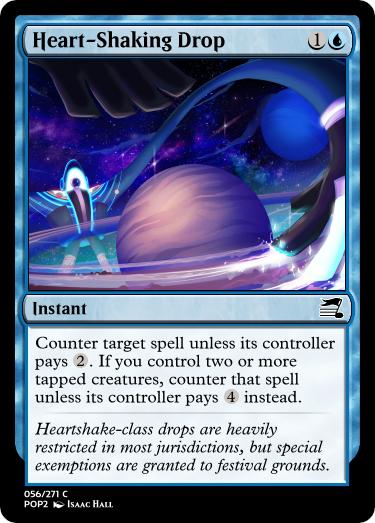 Heart-Shaking Drop 1
Instant
Counter target spell unless its controller
pays 2. If you control two or more
tapped creatures, counter that spell
unless its controller pays 4 instead.
Heartshake-class drops are heavily
restricted in most jurisdictions, but special
exemptions are granted to festival grounds.
056/271 C
POP2 Isaac Hall